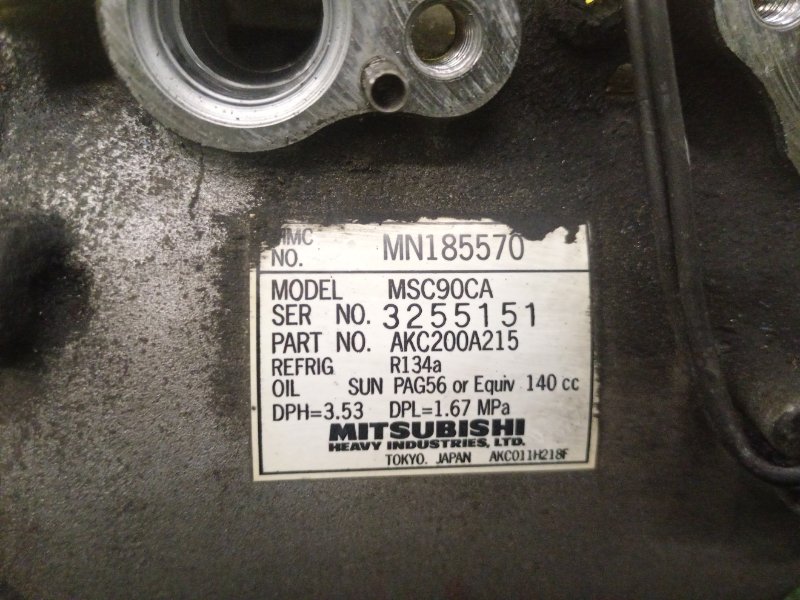 MMC
NO. MN185570
MODEL MSC90CA
SER NO. 3255151
PART NO. AKC200A215
REFRIG R134a
OIL SUN PAG56 or Equiv 140 cc
DPH=3.53 DPL=1.67 MPa
MITSUBISHI
HEAVY INDUSTRIES, LTD.
TOKYO. JAPAN AKC011H218F